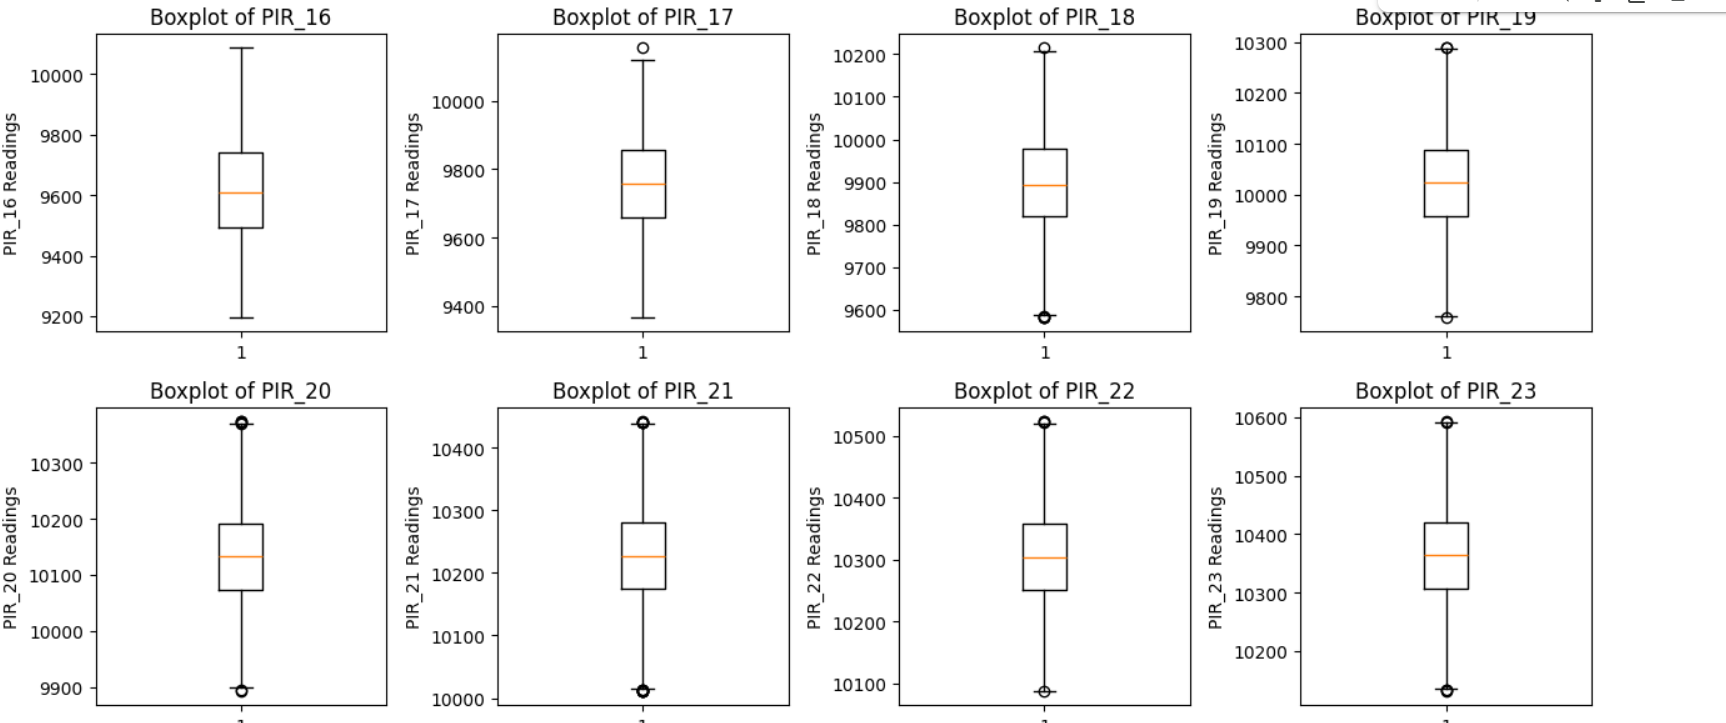 Boxplot of PIR_16
10000
9800
9600
9400
9200
PIR_16 Readings
1
Boxplot of PIR_17
10000
9800
9600
9400
PIR_17 Readings
1
Boxplot of PIR_18
10200
10100
10000
9900
9800
9700
9600
PIR_18 Readings
1
Boxplot of PIR_19
10300
10200
10100
10000
9900
9800
PIR_19 Readings
1
Boxplot of PIR_20
10300
10200
10100
10000
9900
PIR_20 Readings
Boxplot of PIR_21
10400
10300
10200
10100
10000
PIR_21 Readings
Boxplot of PIR_22
10500
10400
10300
10200
10100
PIR_22 Readings
Boxplot of PIR_23
10600
10500
10400
10300
10200
PIR_23 Readings